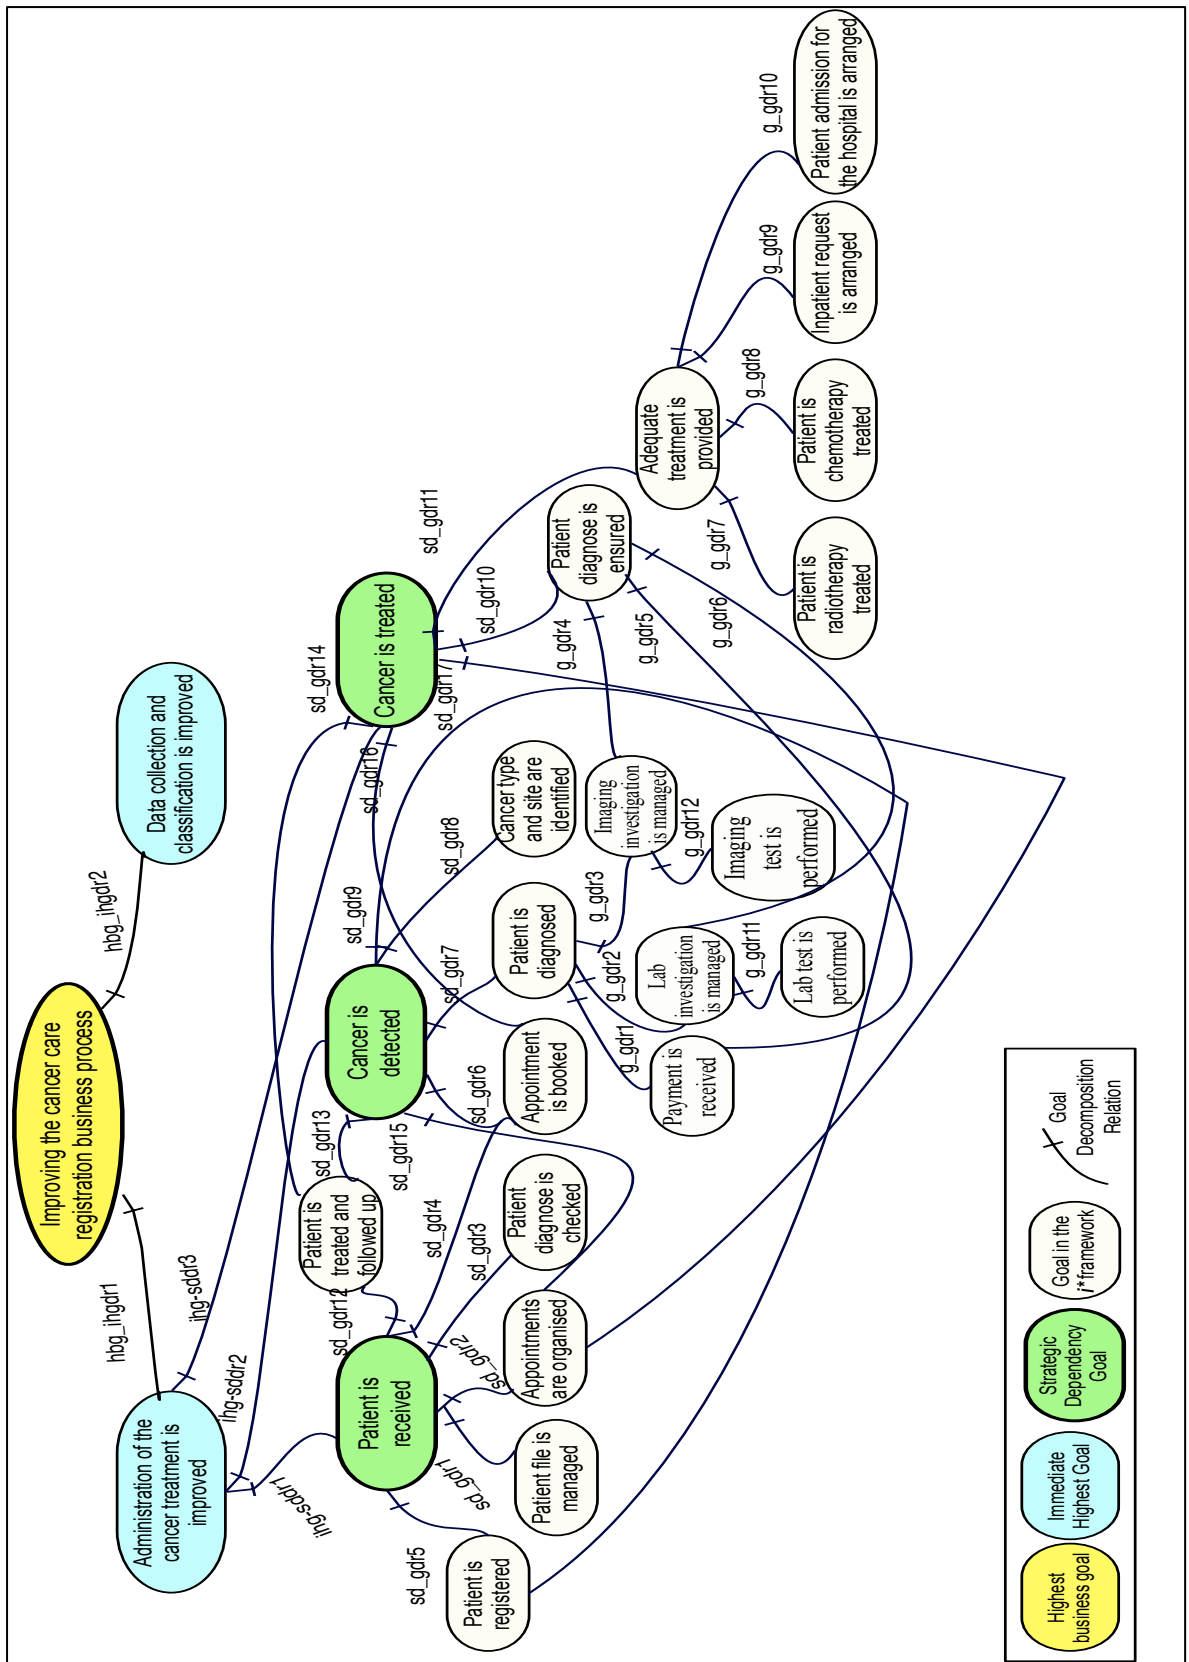 Improving the cancer care
registration business process
hbg_ihgdr1
hbg_ihgdr2
Administration of the
cancer treatment is
improved
Data collection and
classification is improved
ihg-sddr1
ihg-sddr2
ihg-sddr3
Patient is
received
Cancer is
detected
Cancer is treated
Patient is
treated and
followed up
sd_gdr12
sd_gdr13
sd_gdr14
sd_gdr15
sd_gdr16
sd_gdr17
sd_gdr5
sd_gdr1
sd_gdr2
sd_gdr3
sd_gdr4
sd_gdr6
sd_gdr7
sd_gdr9
sd_gdr8
sd_gdr10
sd_gdr11
Patient is
registered
Patient file is
managed
Appointments
are organised
Patient
diagnose is
checked
Appointment
is booked
Patient is
diagnosed
Cancer type
and site are
identified
Patient
diagnose is
ensured
Adequate
treatment is
provided
g_gdr1
g_gdr2
g_gdr3
g_gdr4
g_gdr5
g_gdr6
g_gdr7
g_gdr8
g_gdr9
g_gdr10
Payment is
received
Lab
investigation
is managed
Imaging
investigation
is managed
g_gdr11
g_gdr12
Lab test is
performed
Imaging
test is
performed
Patient is
radiotherapy
treated
Patient is
chemotherapy
treated
Inpatient request
is arranged
Patient admission for
the hospital is arranged
Highest
business goal
Immediate
Highest Goal
Strategic
Dependency
Goal
Goal in the
i*framework
Goal
Decomposition
Relation